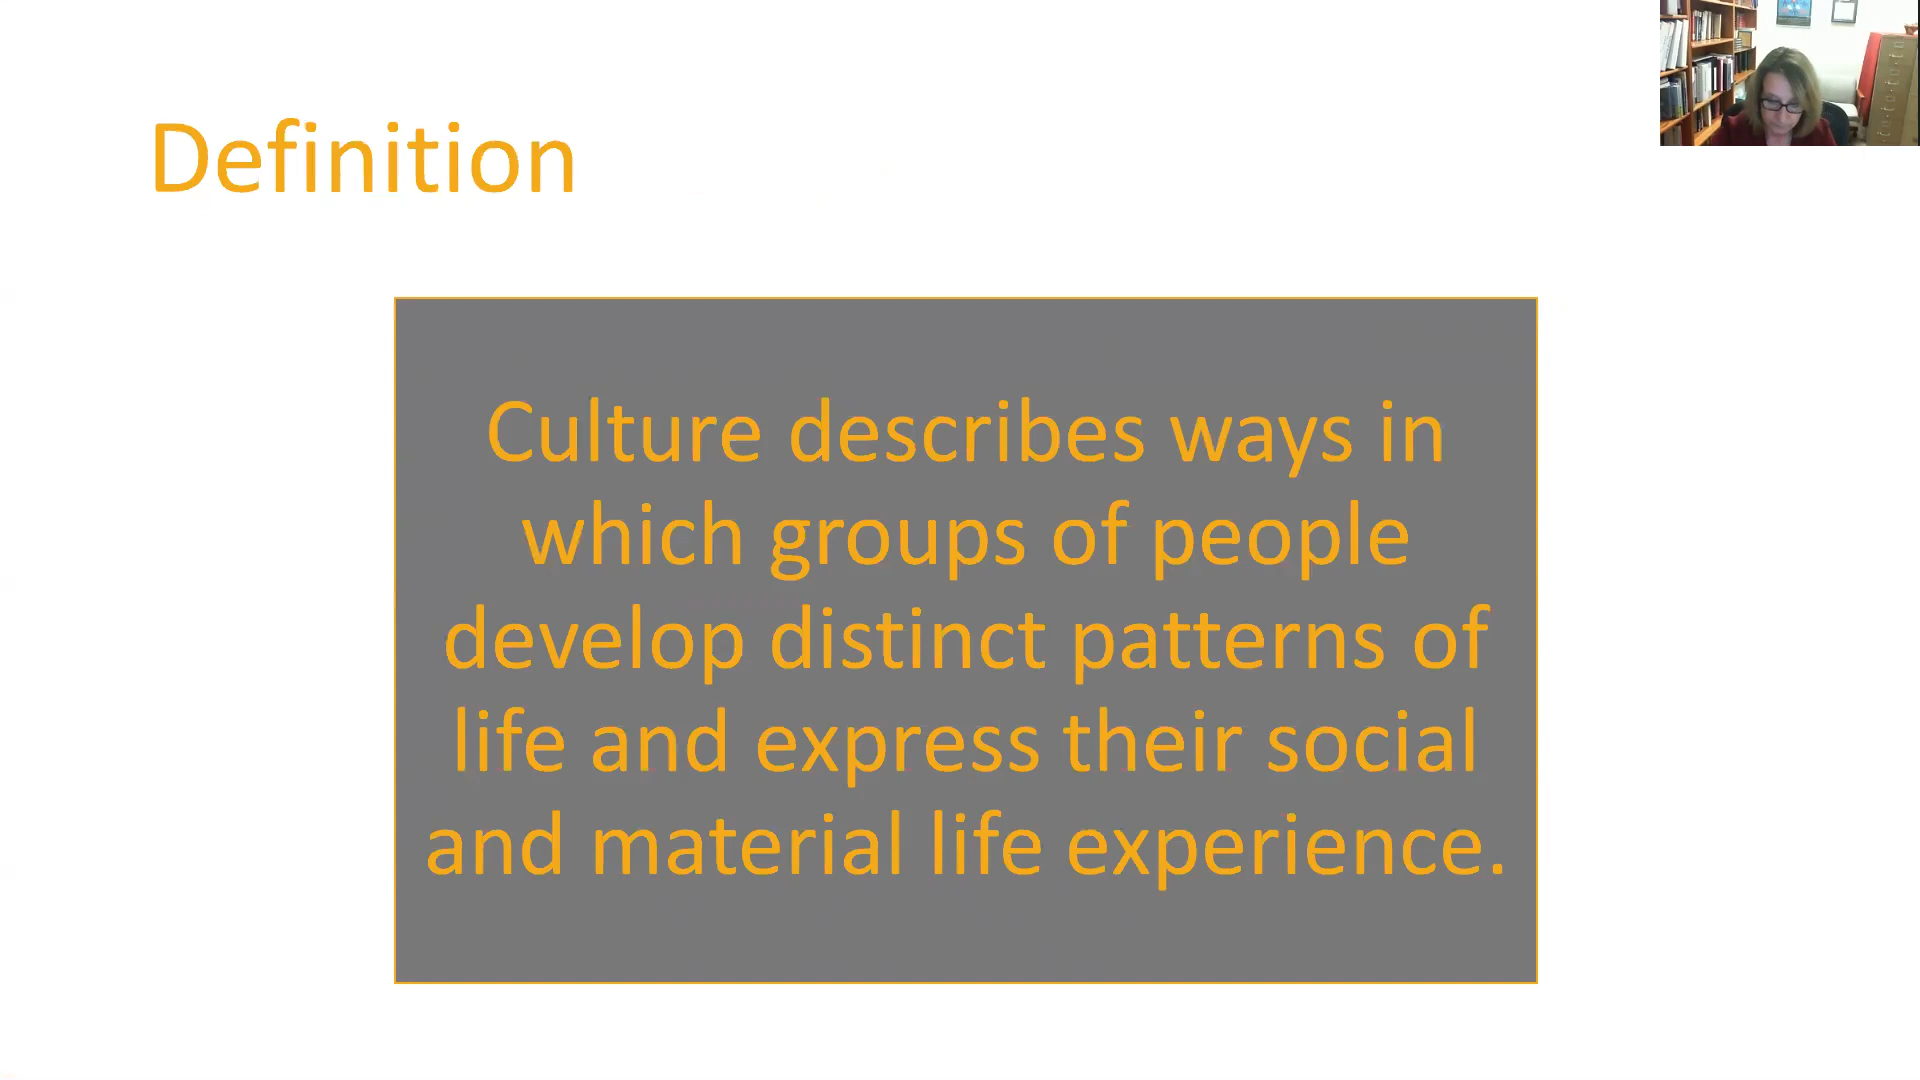 Definition
Culture describes ways in
which groups of people
develop distinct patterns of
life and express their social
and material life experience.